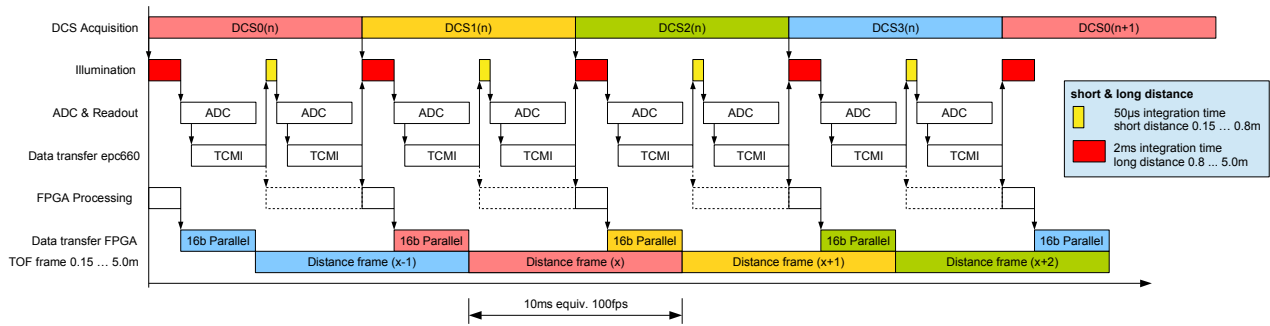 DCS Acquisition
DCS0(n) DCS1(n) DCS2(n) DCS3(n) DCS0(n+1)
Illumination
short & long distance
50µs integration time
short distance 0.15 … 0.8m
2ms integration time
long distance 0.8 ... 5.0m
ADC & Readout
ADC ADC ADC ADC ADC ADC ADC ADC
Data transfer epc660
TCMI TCMI TCMI TCMI TCMI TCMI TCMI TCMI
FPGA Processing
Data transfer FPGA
16b Parallel 16b Parallel 16b Parallel 16b Parallel 16b Parallel
TOF frame 0.15 … 5.0m
Distance frame (x-1) Distance frame (x) Distance frame (x+1) Distance frame (x+2)
10ms equiv. 100fps